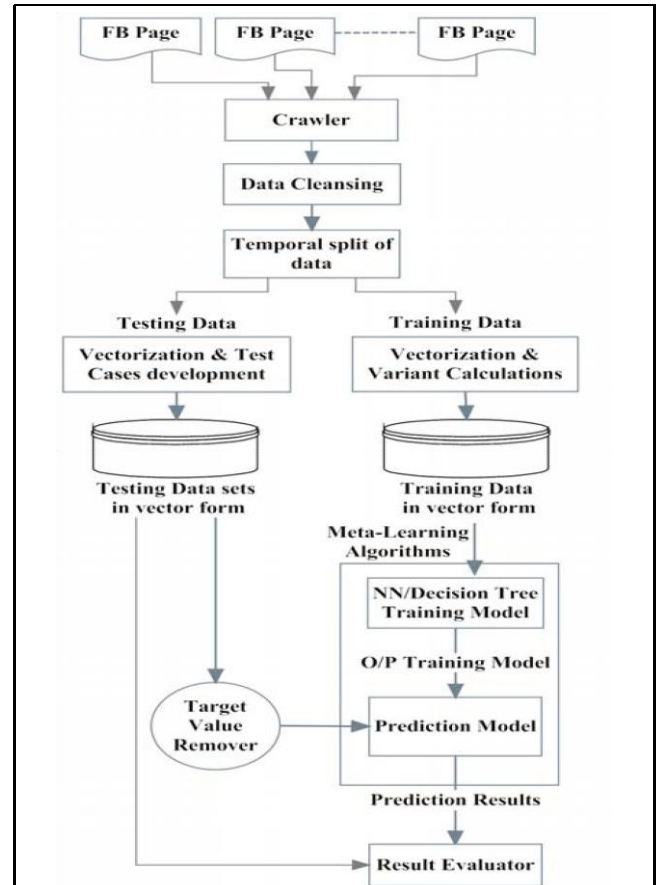 FB Page
FB Page
FB Page
Crawler
Data Cleansing
Temporal split of
data
Testing Data
Training Data
Vectorization & Test
Cases development
Vectorization &
Variant Calculations
Testing Data sets
in vector form
Training Data
in vector form
Meta-Learning
Algorithms
NN/Decision Tree
Training Model
O/P Training Model
Target
Value
Remover
Prediction Model
Prediction Results
Result Evaluator